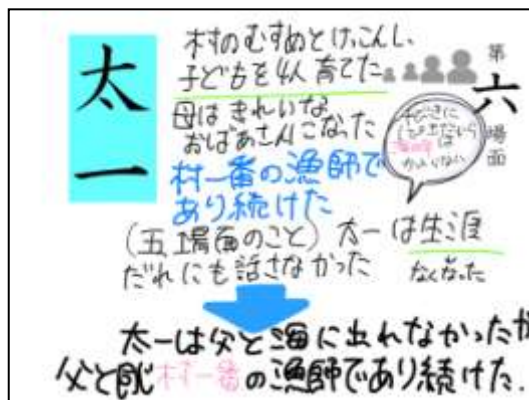 太一
第六場面
村のむすめとけっこんし、
子どもを4人育てた
母はきれいな
おばあさんになった
村一番の漁師で
あり続けた
(五場面のこと)太一は生涯
だれにも話さなかった
なくなった
太一は父と海に出れなかったが
父と同じ村一番の漁師であり続けた.